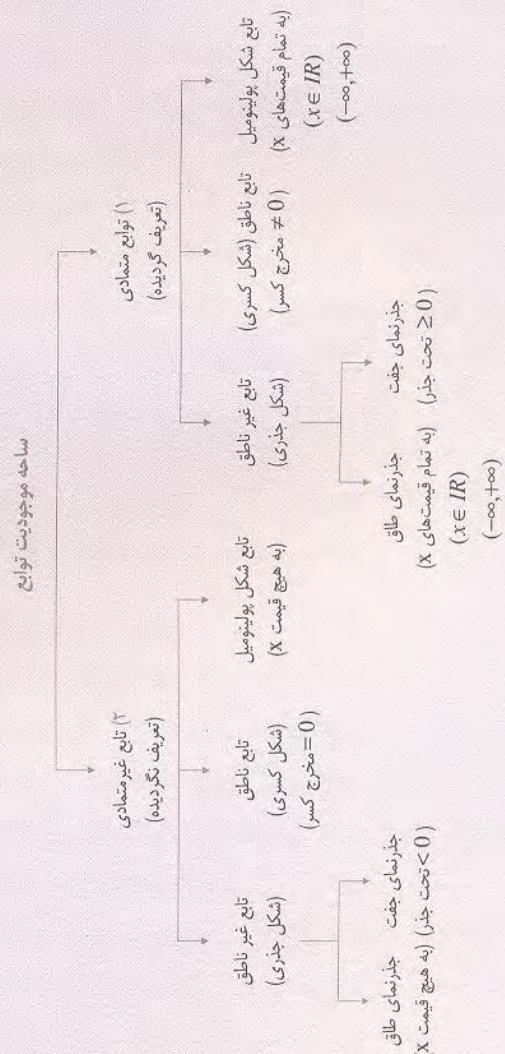 ساحه موجودیت توابع
۱) توابع متمادی
(تعریف گردیده)
تابع شکل پولینومیل
(به تمام قیمت‌های x)
(x ∈ IR)
(−∞,+∞)
تابع ناطق (شکل کسری)
(مخرج کسر ≠ 0)
تابع غیر ناطق
(شکل جذری)
جذرنمای جفت
(تحت جذر ≥ 0)
جذرنمای طاق
(به تمام قیمت‌های x)
(x ∈ IR)
(−∞,+∞)
۲) تابع غیرمتمادی
(تعریف نگردیده)
تابع شکل پولینومیل
(به هیچ قیمت x)
تابع ناطق
(شکل کسری)
(مخرج کسر = 0)
تابع غیر ناطق
(شکل جذری)
جذرنمای جفت
(تحت جذر < 0)
جذرنمای طاق
(به هیچ قیمت x